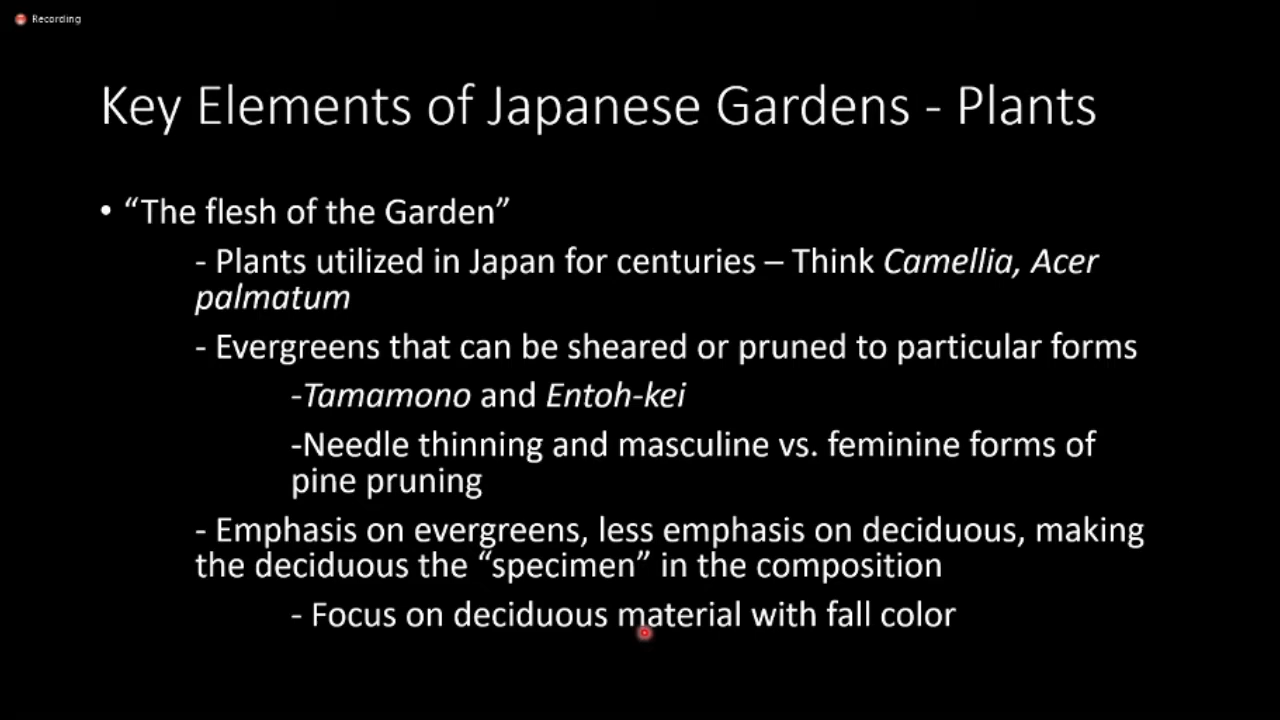 Recording
Key Elements of Japanese Gardens - Plants
• “The flesh of the Garden”
- Plants utilized in Japan for centuries – Think Camellia, Acer
palmatum
- Evergreens that can be sheared or pruned to particular forms
-Tamamono and Entoh-kei
-Needle thinning and masculine vs. feminine forms of
pine pruning
- Emphasis on evergreens, less emphasis on deciduous, making
the deciduous the “specimen” in the composition
- Focus on deciduous material with fall color